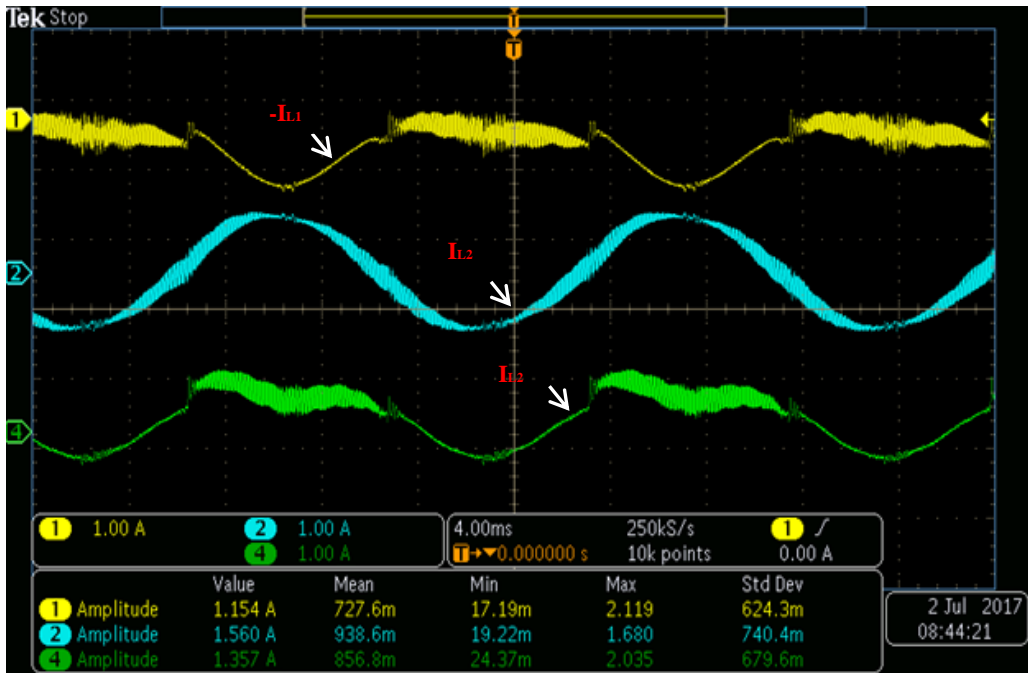 Tek Stop
T
T
1
-IL1
2
IL2
IL2
4
1 1.00 A 2 1.00 A
4 1.00 A
4.00ms 250kS/s 1 ∫
T→▼0.000000 s 10k points 0.00 A
Value Mean Min Max Std Dev
1 Amplitude 1.154 A 727.6m 17.19m 2.119 624.3m
2 Amplitude 1.560 A 938.6m 19.22m 1.680 740.4m
4 Amplitude 1.357 A 856.8m 24.37m 2.035 679.6m
2 Jul 2017
08:44:21